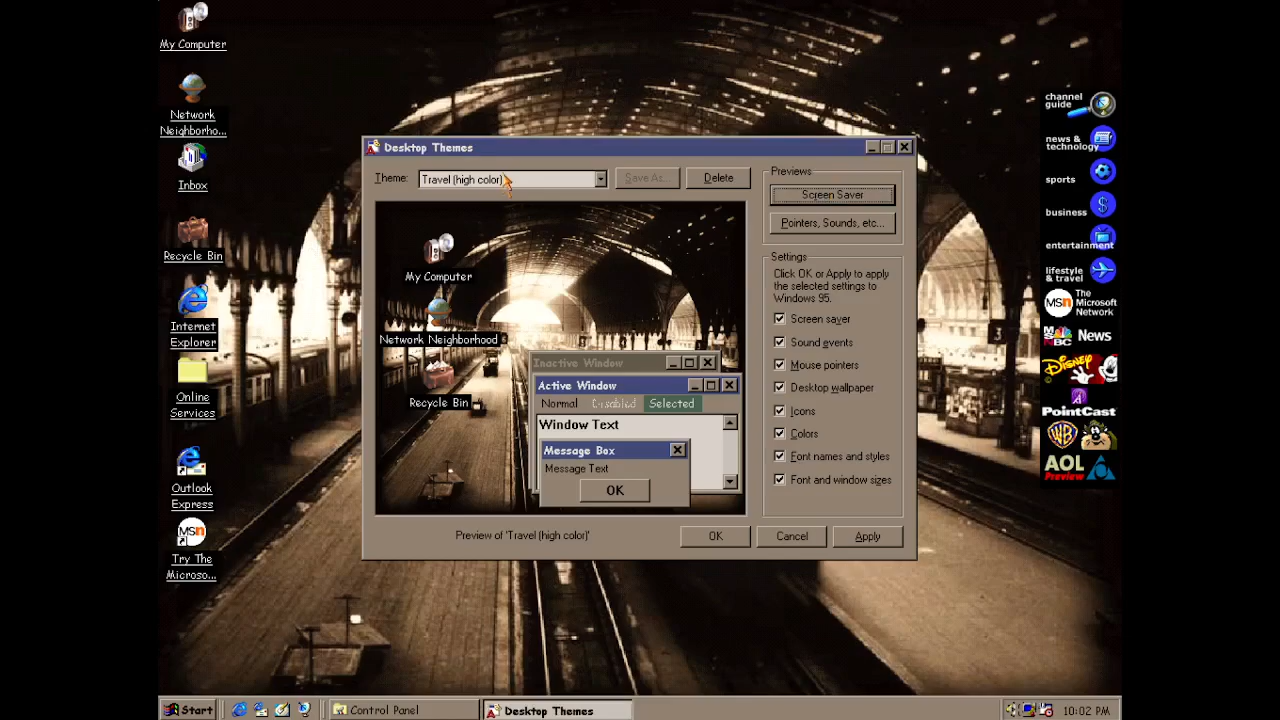 My Computer
Network
Neighborho...
Inbox
Recycle Bin
Internet
Explorer
Online
Services
Outlook
Express
Try The
Microso...
Desktop Themes
Theme:
Travel (high color)
Save As...
Delete
Previews
Screen Saver
Pointers, Sounds, etc...
Settings
Click OK or Apply to apply
the selected settings to
Windows 95.
Screen saver
Sound events
Mouse pointers
Desktop wallpaper
Icons
Colors
Font names and styles
Font and window sizes
My Computer
Network Neighborhood
Recycle Bin
Inactive Window
Active Window
Normal Disabled Selected
Window Text
Message Box
Message Text
OK
Preview of 'Travel (high color)'
OK
Cancel
Apply
3
channel
guide
news &
technology
sports
business
entertainment
lifestyle
& travel
msn The
Microsoft
Network
MSNBC News
Disney
PointCast
WB
AOL
Preview
msn
Start
Control Panel
Desktop Themes
10:02 PM